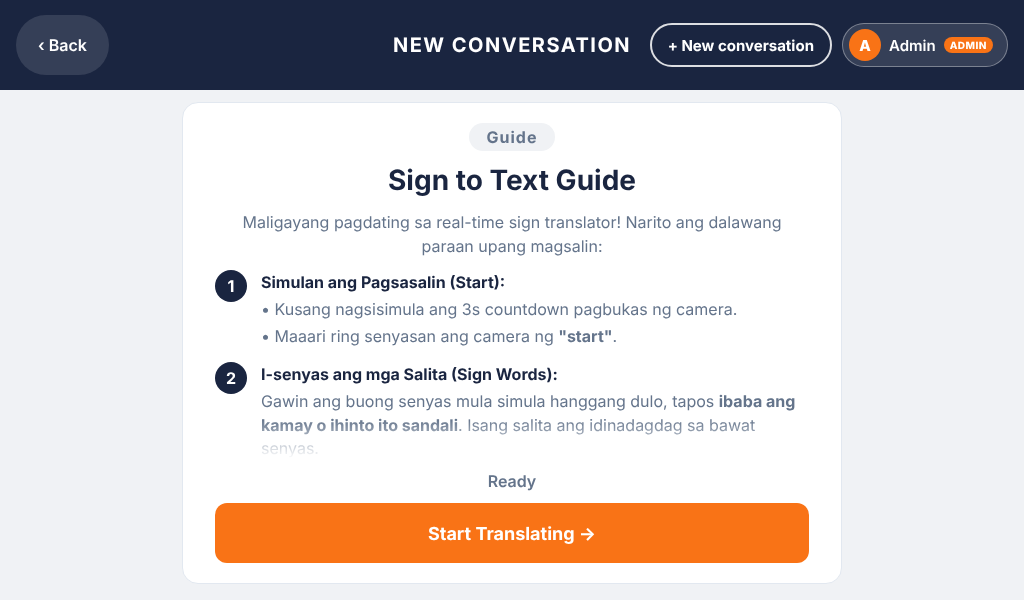 ‹ Back
NEW CONVERSATION
+ New conversation
A
Admin
ADMIN
Guide
Sign to Text Guide
Maligayang pagdating sa real-time sign translator! Narito ang dalawang
paraan upang magsalin:
1
Simulan ang Pagsasalin (Start):
• Kusang nagsisimula ang 3s countdown pagbukas ng camera.
• Maaari ring senyasan ang camera ng "start".
2
I-senyas ang mga Salita (Sign Words):
Gawin ang buong senyas mula simula hanggang dulo, tapos ibaba ang
kamay o ihinto ito sandali. Isang salita ang idinadagdag sa bawat
senyas.
Ready
Start Translating →